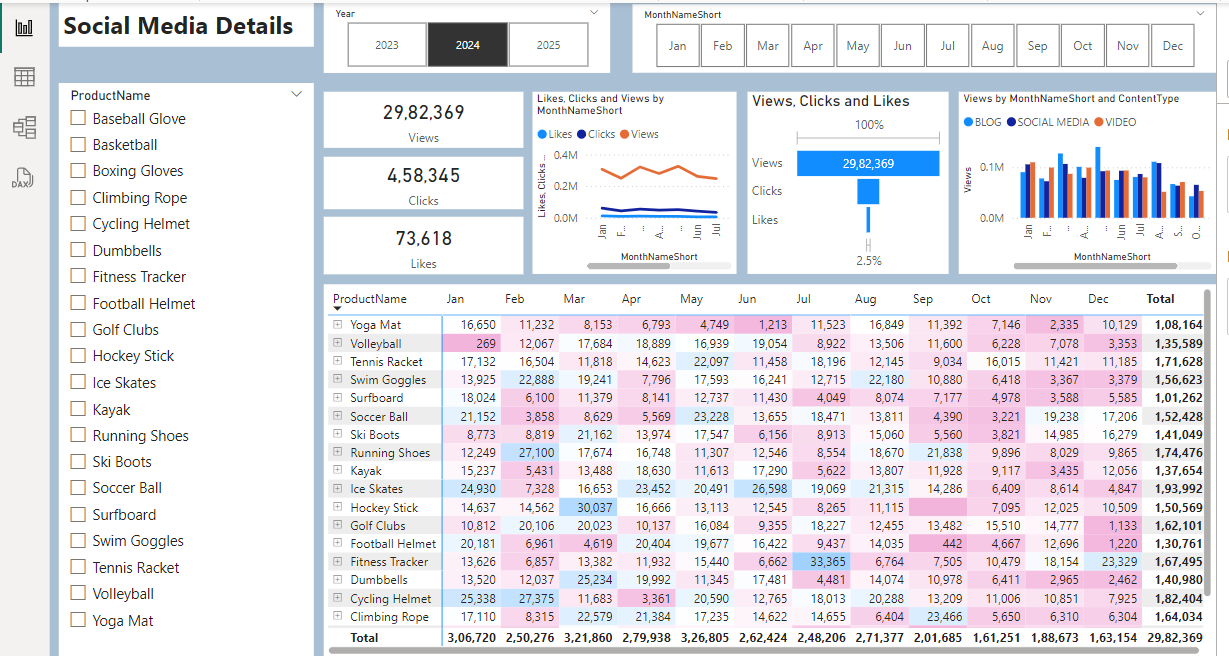 Social Media Details
Year
2023 2024 2025
MonthNameShort
Jan Feb Mar Apr May Jun Jul Aug Sep Oct Nov Dec
DAX
ProductName
Baseball Glove
Basketball
Boxing Gloves
Climbing Rope
Cycling Helmet
Dumbbells
Fitness Tracker
Football Helmet
Golf Clubs
Hockey Stick
Ice Skates
Kayak
Running Shoes
Ski Boots
Soccer Ball
Surfboard
Swim Goggles
Tennis Racket
Volleyball
Yoga Mat
29,82,369
Views
4,58,345
Clicks
73,618
Likes
Likes, Clicks and Views by
MonthNameShort
Likes Clicks Views
Likes, Clicks ...
0.4M
0.2M
0.0M
Jan F... ... A... ... Jun Jul
MonthNameShort
Views, Clicks and Likes
100%
Views 29,82,369
Clicks
Likes
2.5%
Views by MonthNameShort and ContentType
BLOG SOCIAL MEDIA VIDEO
Views
0.1M
0.0M
Jan F... ... A... ... Jun Jul A... S... O...
MonthNameShort
ProductName Jan Feb Mar Apr May Jun Jul Aug Sep Oct Nov Dec Total
Yoga Mat 16,650 11,232 8,153 6,793 4,749 1,213 11,523 16,849 11,392 7,146 2,335 10,129 1,08,164
Volleyball 269 12,067 17,684 18,889 16,939 19,054 8,922 13,506 11,600 6,228 7,078 3,353 1,35,589
Tennis Racket 17,132 16,504 11,818 14,623 22,097 11,458 18,196 12,145 9,034 16,015 11,421 11,185 1,71,628
Swim Goggles 13,925 22,888 19,241 7,796 17,593 16,241 12,715 22,180 10,880 6,418 3,367 3,379 1,56,623
Surfboard 18,024 6,100 11,379 8,141 12,737 11,430 4,049 8,074 7,177 4,978 3,588 5,585 1,01,262
Soccer Ball 21,152 3,858 8,629 5,569 23,228 13,655 18,471 13,811 4,390 3,221 19,238 17,206 1,52,428
Ski Boots 8,773 8,819 21,162 13,974 17,547 6,156 8,913 15,060 5,560 3,821 14,985 16,279 1,41,049
Running Shoes 12,249 27,100 17,674 16,748 11,307 12,546 8,554 18,670 21,838 9,896 8,029 9,865 1,74,476
Kayak 15,237 5,431 13,488 18,630 11,613 17,290 5,622 13,807 11,928 9,117 3,435 12,056 1,37,654
Ice Skates 24,930 7,328 16,653 23,452 20,491 26,598 19,069 21,315 14,286 6,409 8,614 4,847 1,93,992
Hockey Stick 14,637 14,562 30,037 16,666 13,113 12,545 8,265 11,115 7,095 12,025 10,509 1,50,569
Golf Clubs 10,812 20,106 20,023 10,137 16,084 9,355 18,227 12,455 13,482 15,510 14,777 1,133 1,62,101
Football Helmet 20,181 6,961 4,619 20,404 19,677 16,422 9,437 14,035 442 4,667 12,696 1,220 1,30,761
Fitness Tracker 13,626 6,857 13,382 11,932 15,440 6,662 33,365 6,764 7,505 10,479 18,154 23,329 1,67,495
Dumbbells 13,520 12,037 25,234 19,992 11,345 17,481 4,481 14,074 10,978 6,411 2,965 2,462 1,40,980
Cycling Helmet 25,338 27,375 11,683 3,361 20,590 12,765 18,013 20,288 13,209 11,006 10,851 7,925 1,82,404
Climbing Rope 17,110 8,315 22,579 21,384 17,235 14,622 14,655 6,404 23,466 5,650 6,310 6,304 1,64,034
Total 3,06,720 2,50,276 3,21,860 2,79,938 3,26,805 2,62,424 2,48,206 2,71,377 2,01,685 1,61,251 1,88,673 1,63,154 29,82,369